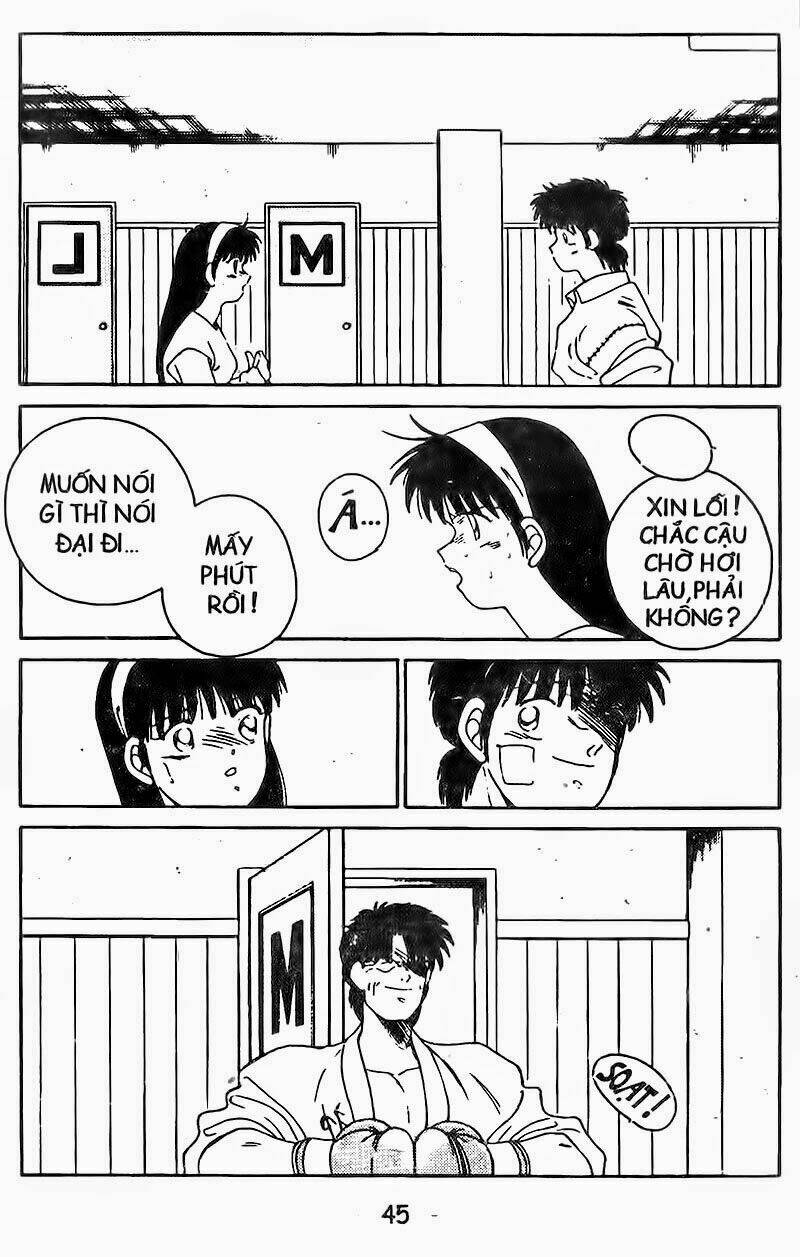 L
M
MUỐN NÓI
GÌ THÌ NÓI
ĐẠI ĐI...
MẤY
PHÚT
RỒI!
Á...
XIN LỖI!
CHẮC CẬU
CHỜ HƠI
LÂU, PHẢI
KHÔNG?
M
SOẠT!
45